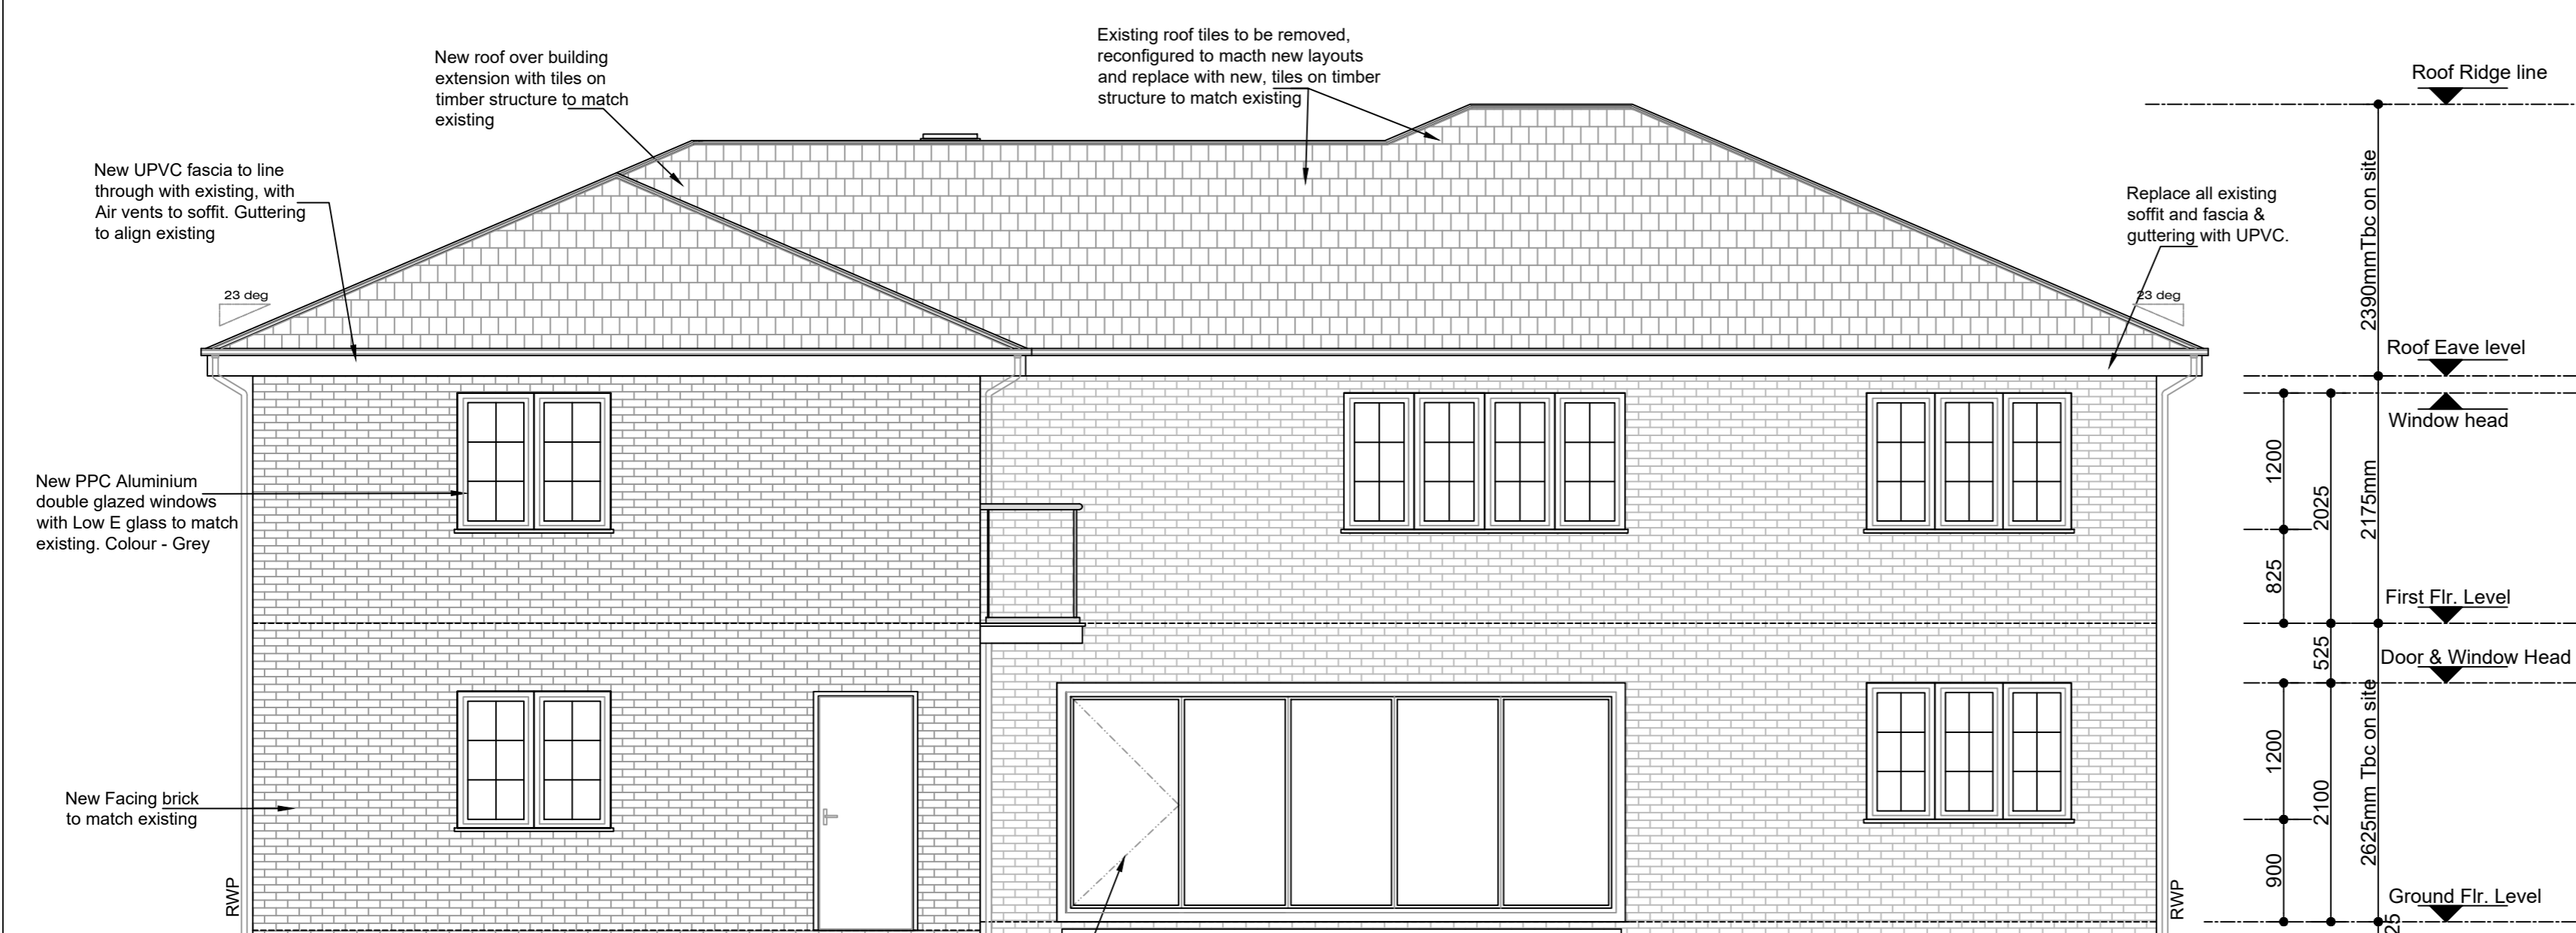 New roof over building
extension with tiles on
timber structure to match
existing
Existing roof tiles to be removed,
reconfigured to macth new layouts
and replace with new, tiles on timber
structure to match existing
New UPVC fascia to line
through with existing, with
Air vents to soffit. Guttering
to align existing
Replace all existing
soffit and fascia &
guttering with UPVC.
23 deg
23 deg
New PPC Aluminium
double glazed windows
with Low E glass to match
existing. Colour - Grey
New Facing brick
to match existing
RWP
RWP
Roof Ridge line
2390mmTbc on site
Roof Eave level
Window head
1200
2025
2175mm
825
First Flr. Level
525
Door & Window Head
1200
2100
2625mm Tbc on site
900
Ground Flr. Level